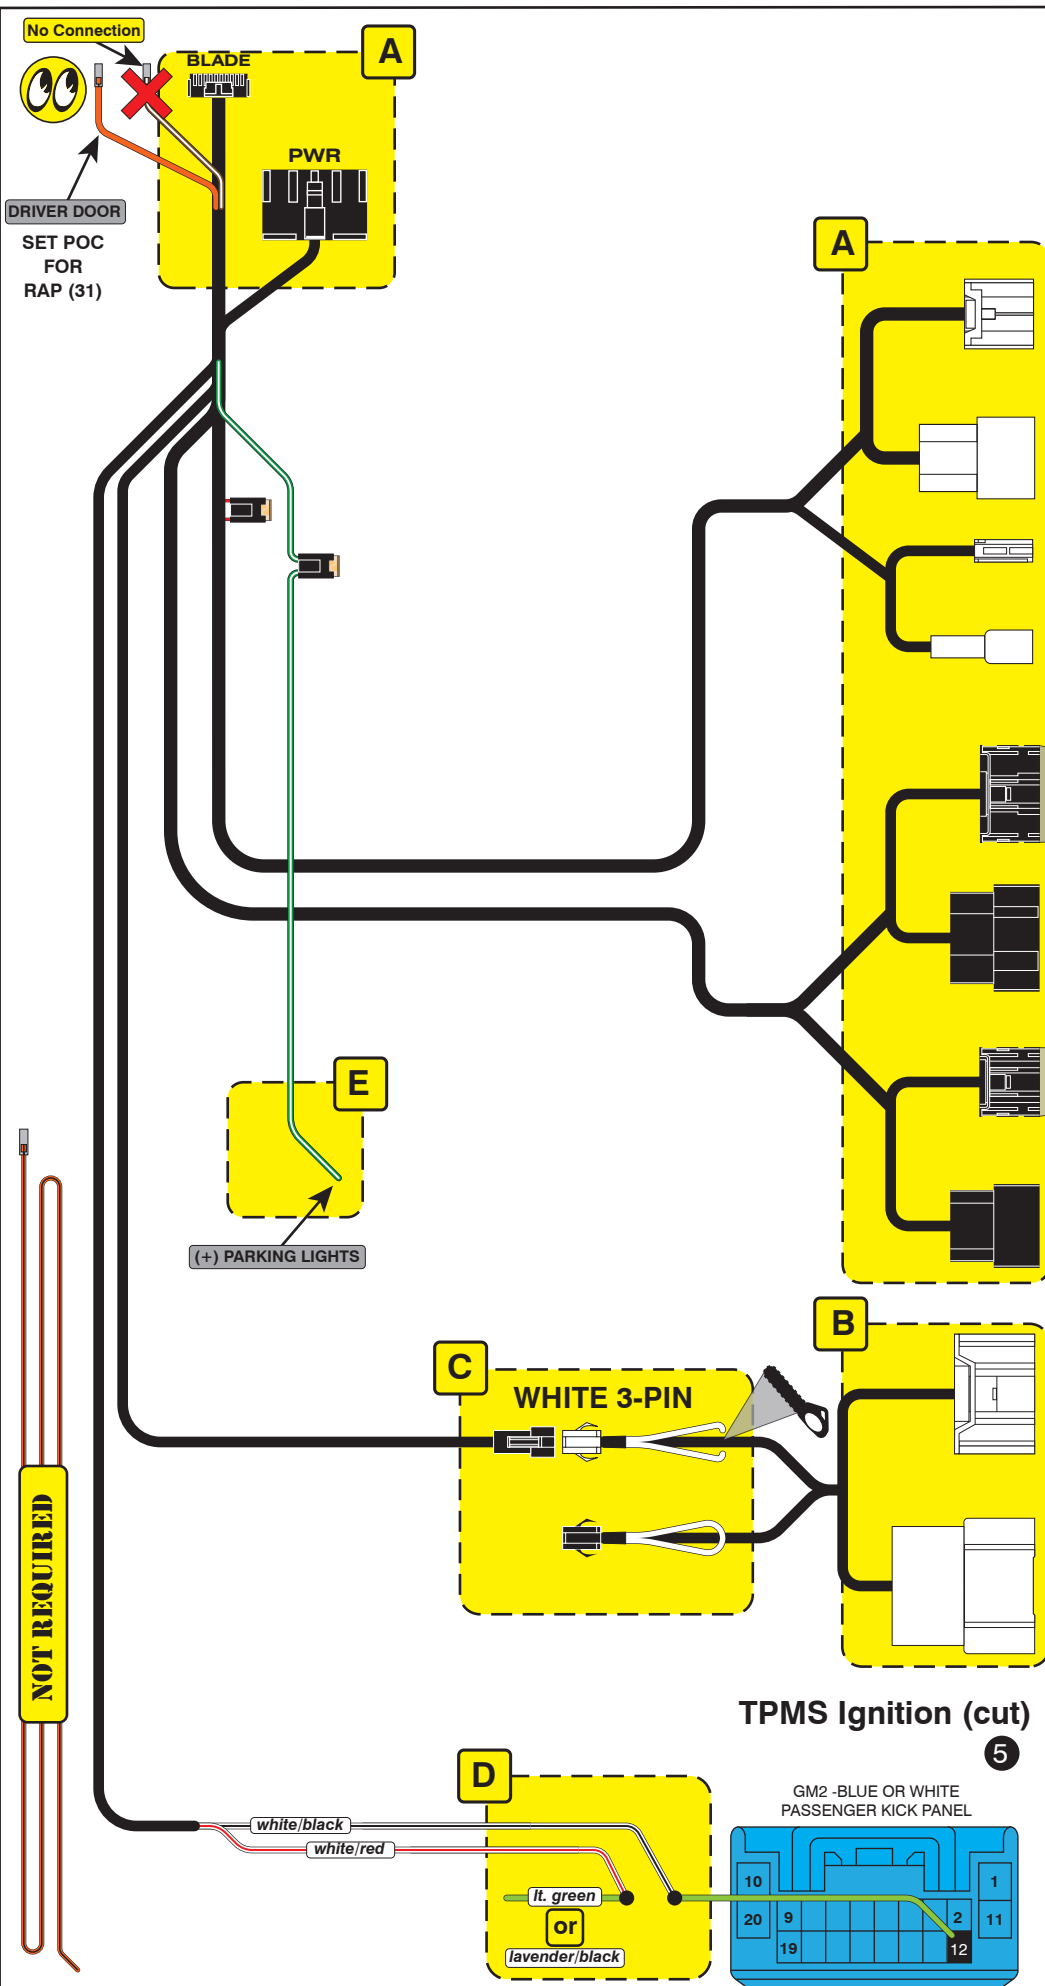 No Connection
A
BLADE
PWR
DRIVER DOOR
SET POC
FOR
RAP (31)
A
E
(+) PARKING LIGHTS
B
C
WHITE 3-PIN
NOT REQUIRED
TPMS Ignition (cut)
5
D
GM2 -BLUE OR WHITE
PASSENGER KICK PANEL
white/black
white/red
lt. green
or
lavender/black
10
1
20
9
2
11
19
12